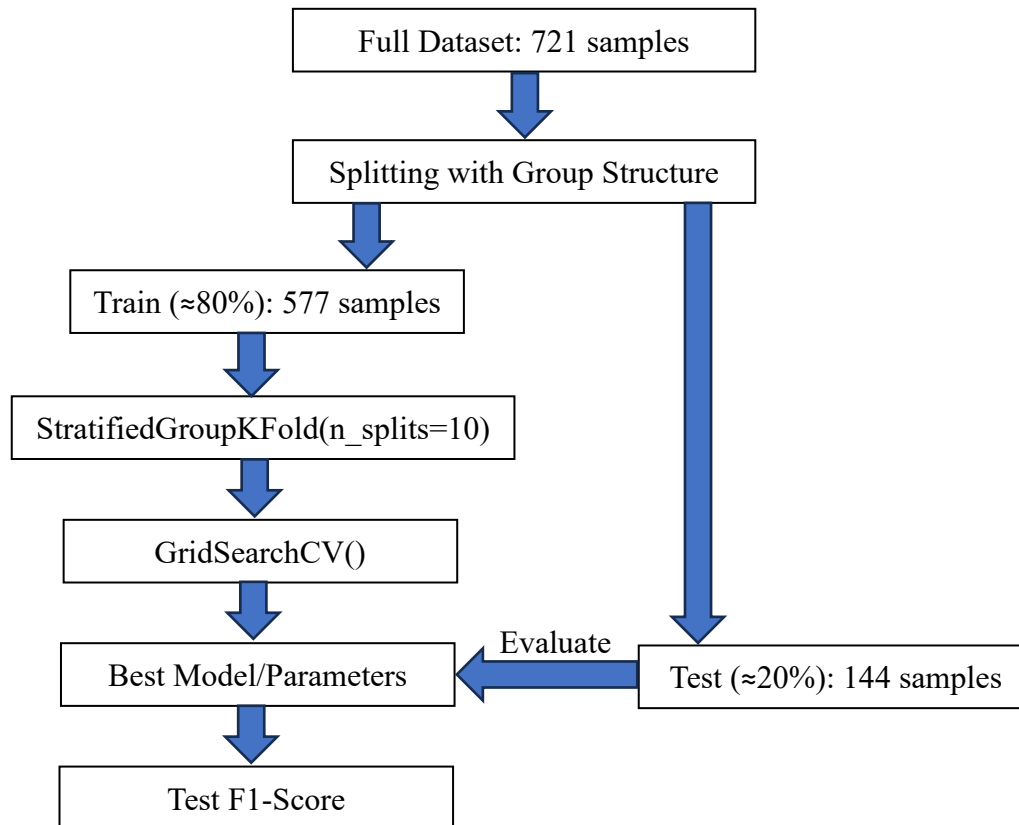 Full Dataset: 721 samples
Splitting with Group Structure
Train (≈80%): 577 samples
StratifiedGroupKFold(n_splits=10)
GridSearchCV()
Best Model/Parameters
Evaluate
Test (≈20%): 144 samples
Test F1-Score